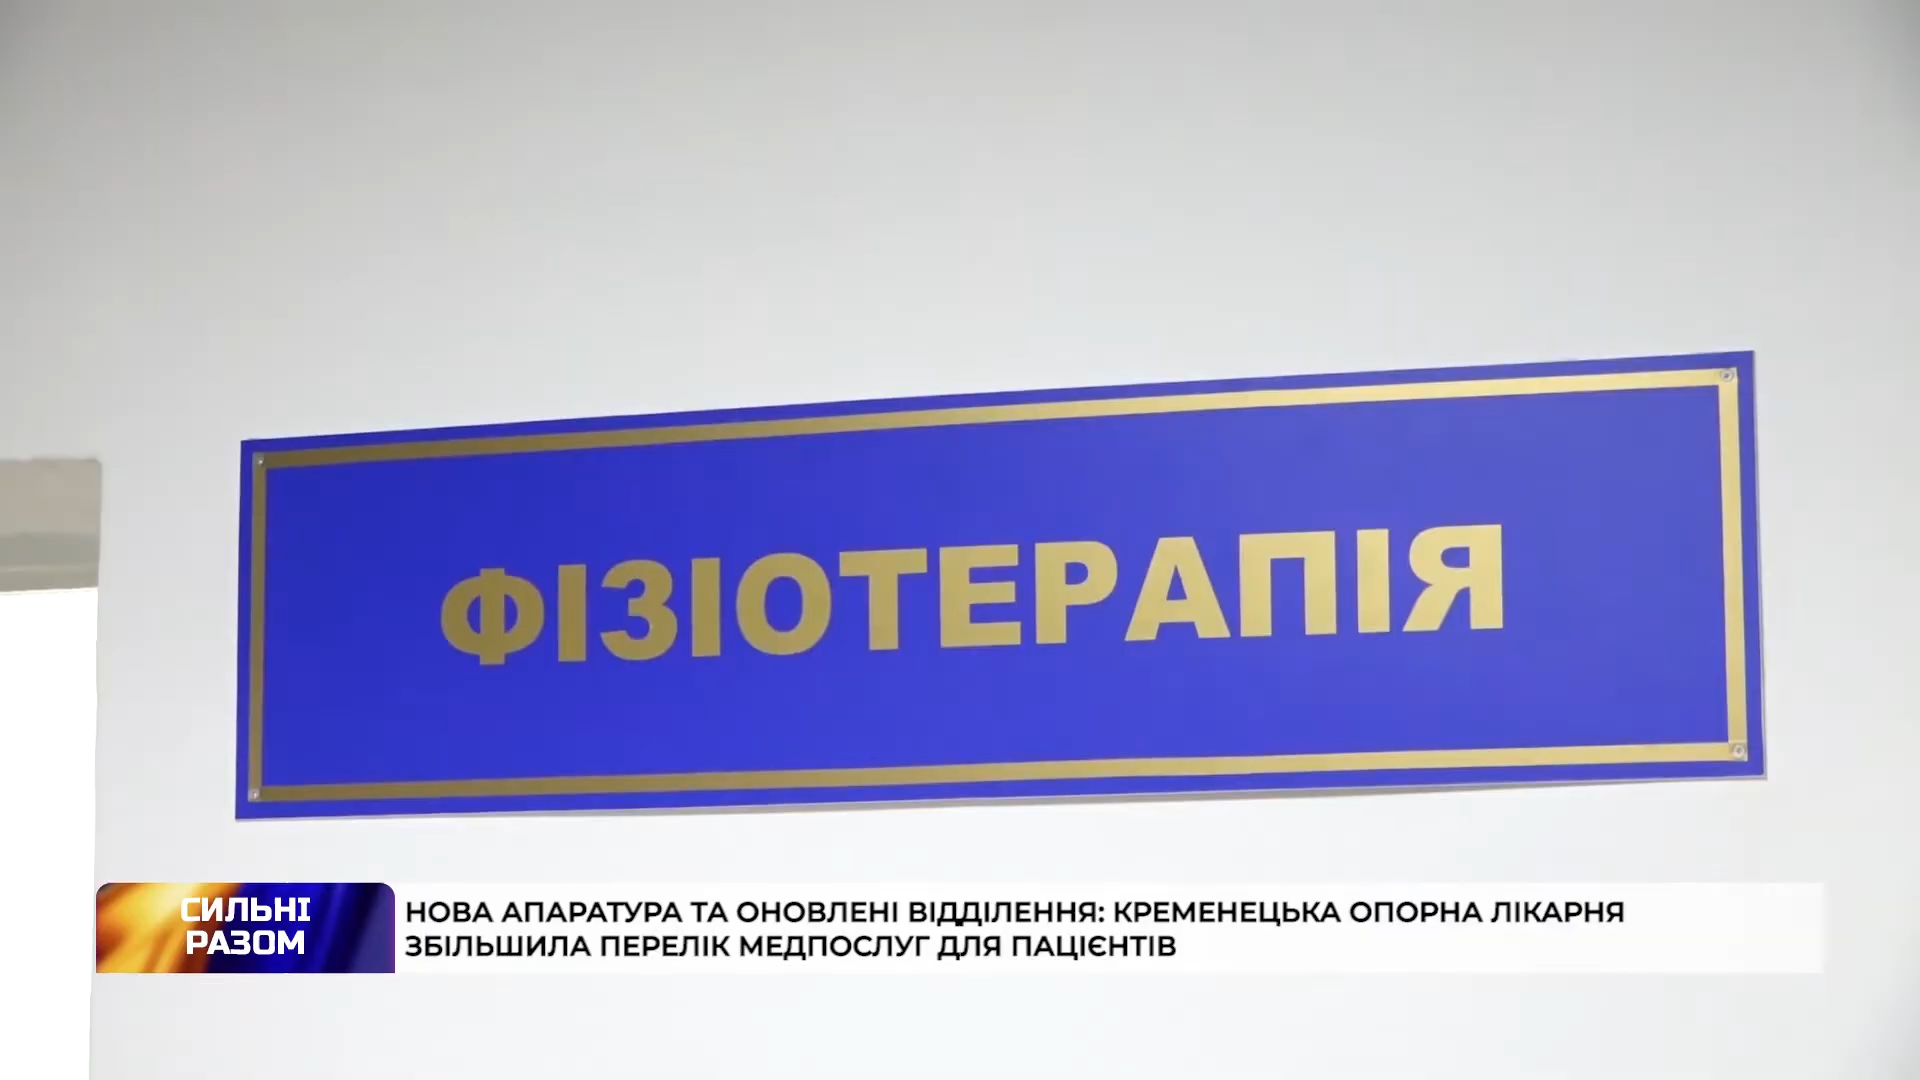 ФІЗІОТЕРАПІЯ
СИЛЬНІ
РАЗОМ
НОВА АПАРАТУРА ТА ОНОВЛЕНІ ВІДДІЛЕННЯ: КРЕМЕНЕЦЬКА ОПОРНА ЛІКАРНЯ
ЗБІЛЬШИЛА ПЕРЕЛІК МЕДПОСЛУГ ДЛЯ ПАЦІЄНТІВ